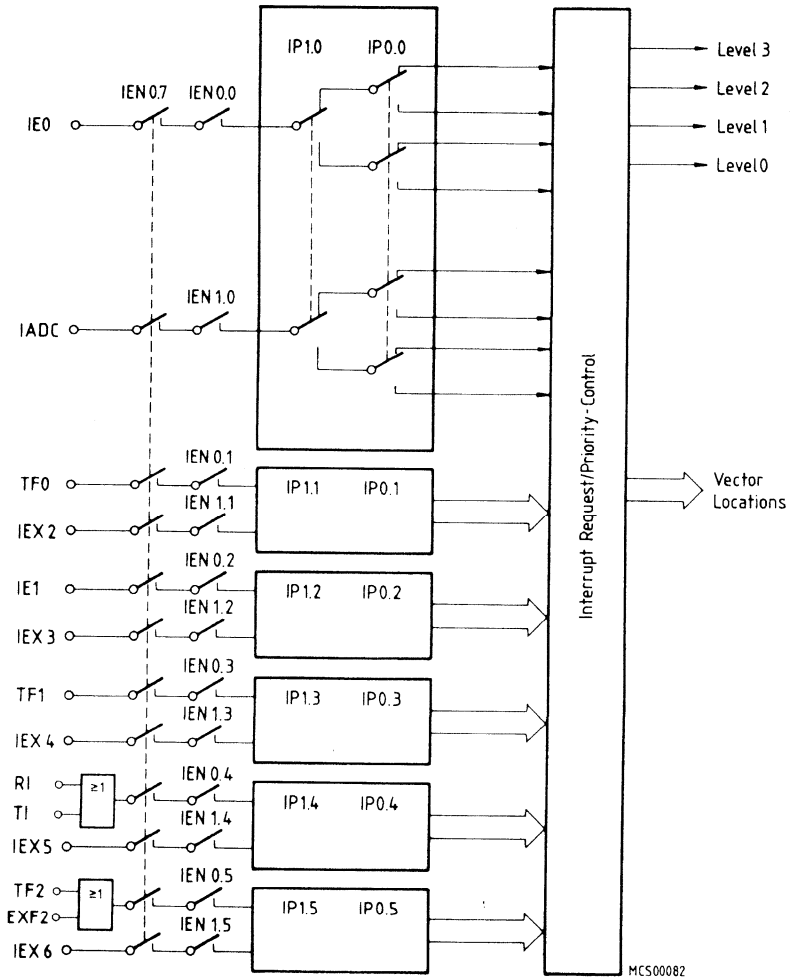 IP1.0 IP0.0
Level 3
Level 2
IEN 0.7 IEN 0.0
IE0
Level 1
Level 0
IEN 1.0
IADC
Interrupt Request/Priority-Control
IEN 0.1
TF0
IP1.1 IP0.1
Vector
Locations
IEN 1.1
IEX 2
IEN 0.2
IE1
IP1.2 IP0.2
IEN 1.2
IEX 3
IEN 0.3
TF1
IP1.3 IP0.3
IEN 1.3
IEX 4
IEN 0.4
RI
≥1
IP1.4 IP0.4
TI
IEN 1.4
IEX 5
IEN 0.5
TF2
≥1
IP1.5 IP0.5
EXF2
IEN 1.5
IEX 6
MCS00082